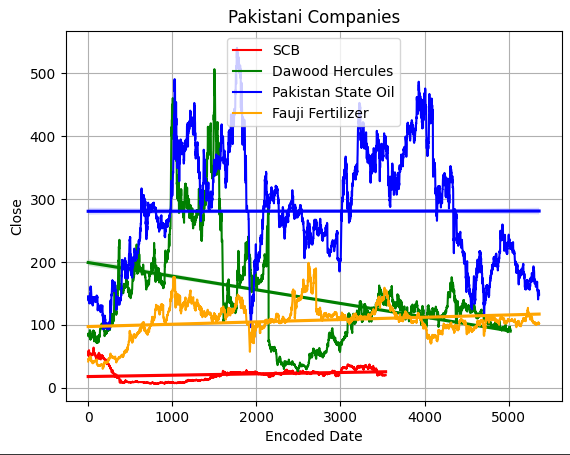 Pakistani Companies
SCB
Dawood Hercules
Pakistan State Oil
Fauji Fertilizer
Close
500
400
300
200
100
0
0
1000
2000
3000
4000
5000
Encoded Date